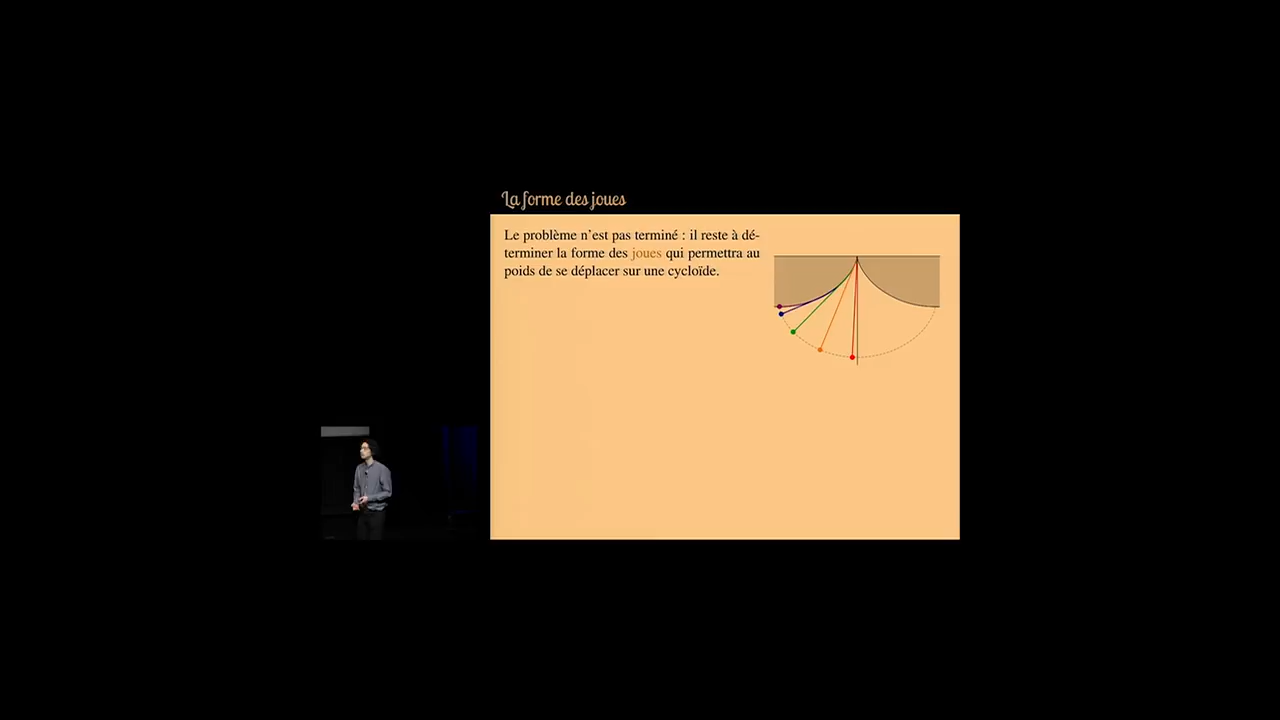 La forme des joues
Le problème n'est pas terminé : il reste à dé-
terminer la forme des joues qui permettra au
poids de se déplacer sur une cycloïde.